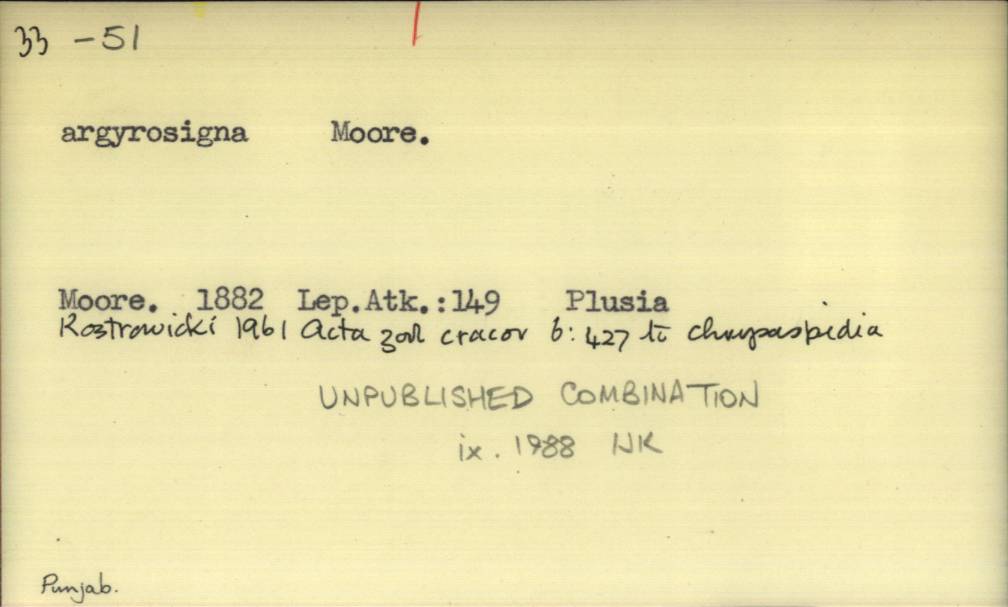 33 -51
argyrosigna Moore.
Moore. 1882 Lep.Atk.:149 Plusia
Kostrowicki 1961 Acta zool cracov 6: 427 to chrysaspidia
UNPUBLISHED COMBINATION
ix. 1988 IJK
Punjab.